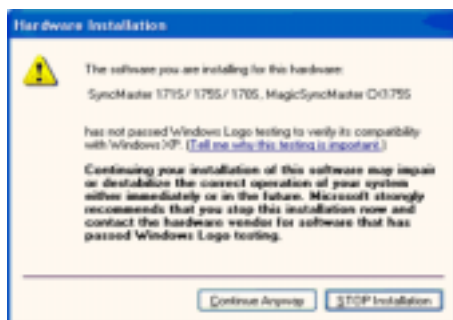 Hardware Installation
The software you are installing for this hardware:
SyncMaster 171S/ 175S/ 170S, MagicSyncMaster CX175S
has not passed Windows Logo testing to verify its compatibility
with Windows XP. (Tell me why this testing is important.)
Continuing your installation of this software may impair
or destabilize the correct operation of your system
either immediately or in the future. Microsoft strongly
recommends that you stop this installation now and
contact the hardware vendor for software that has
passed Windows Logo testing.
Continue Anyway
STOP Installation